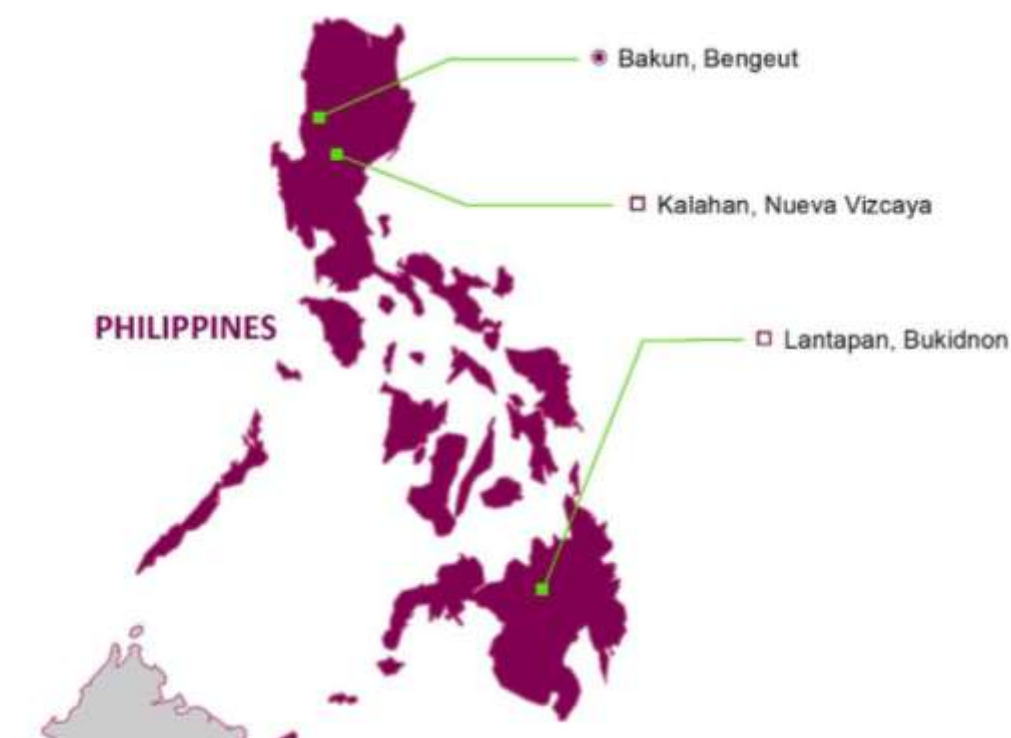 Bakun, Bengeut
Kalahan, Nueva Vizcaya
PHILIPPINES
Lantapan, Bukidnon